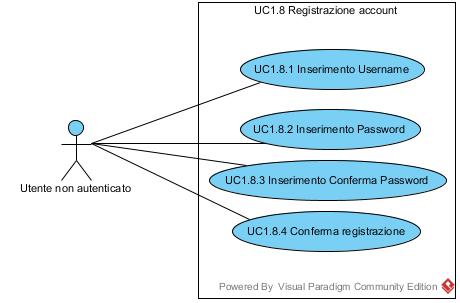 UC1.8 Registrazione account
UC1.8.1 Inserimento Username
UC1.8.2 Inserimento Password
UC1.8.3 Inserimento Conferma Password
Utente non autenticato
UC1.8.4 Conferma registrazione
Powered By Visual Paradigm Community Edition